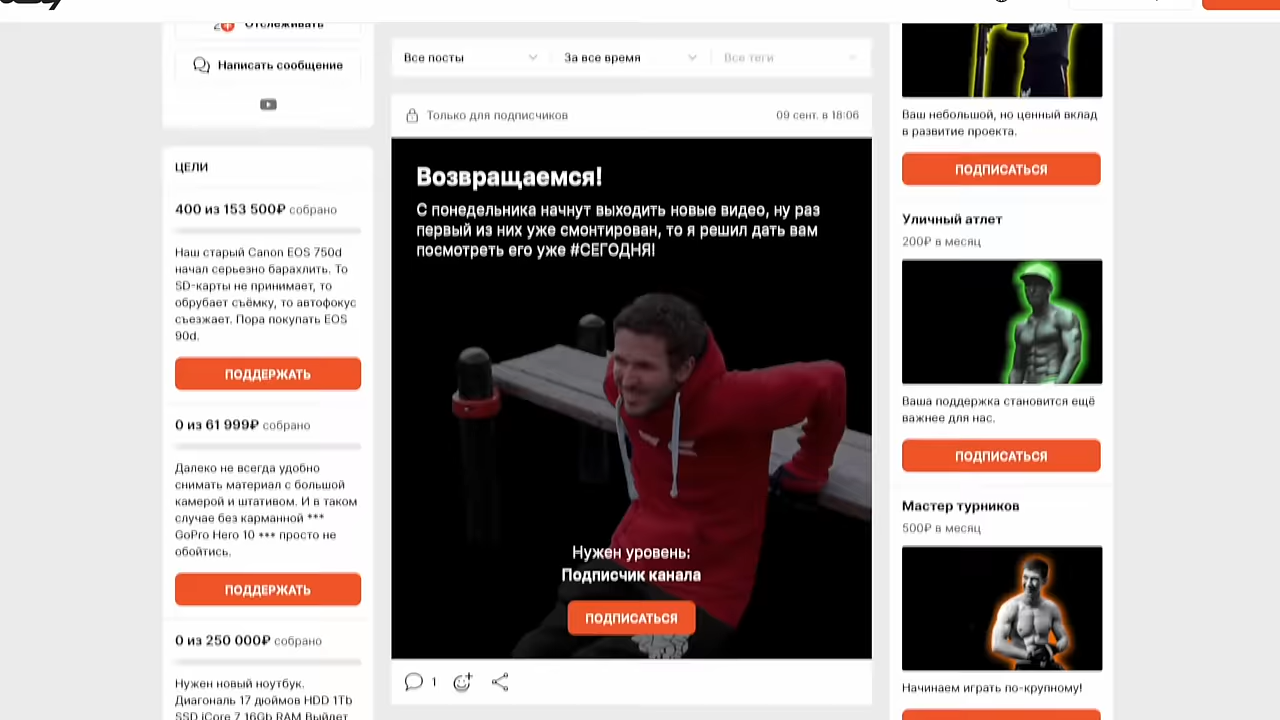 Отслеживать
Написать сообщение
ЦЕЛИ
400 из 153 500₽ собрано
Наш старый Canon EOS 750d
начал серьезно барахлить. То
SD-карты не принимает, то
обрубает съёмку, то автофокус
съезжает. Пора покупать EOS
90d.
ПОДДЕРЖАТЬ
0 из 61 999₽ собрано
Далеко не всегда удобно
снимать материал с большой
камерой и штативом. И в таком
случае без карманной ***
GoPro Hero 10 *** просто не
обойтись.
ПОДДЕРЖАТЬ
0 из 250 000₽ собрано
Нужен новый ноутбук.
Диагональ 17 дюймов HDD 1Tb
SSD iCore 7 16Gb RAM Выйдет
Все посты
За все время
Все теги
Только для подписчиков
09 сент. в 18:06
Возвращаемся!
С понедельника начнут выходить новые видео, ну раз
первый из них уже смонтирован, то я решил дать вам
посмотреть его уже #СЕГОДНЯ!
Нужен уровень:
Подписчик канала
ПОДПИСАТЬСЯ
1
Ваш небольшой, но ценный вклад
в развитие проекта.
ПОДПИСАТЬСЯ
Уличный атлет
200₽ в месяц
Ваша поддержка становится ещё
важнее для нас.
ПОДПИСАТЬСЯ
Мастер турников
500₽ в месяц
Начинаем играть по-крупному!